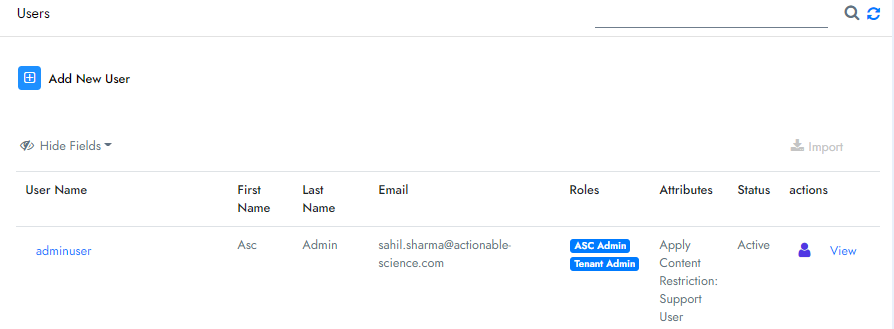 Users
Add New User
Hide Fields
Import
User Name First Name Last Name Email Roles Attributes Status actions
adminuser Asc Admin sahil.sharma@actionable-science.com ASC Admin Tenant Admin Apply Content Restriction: Support User Active View